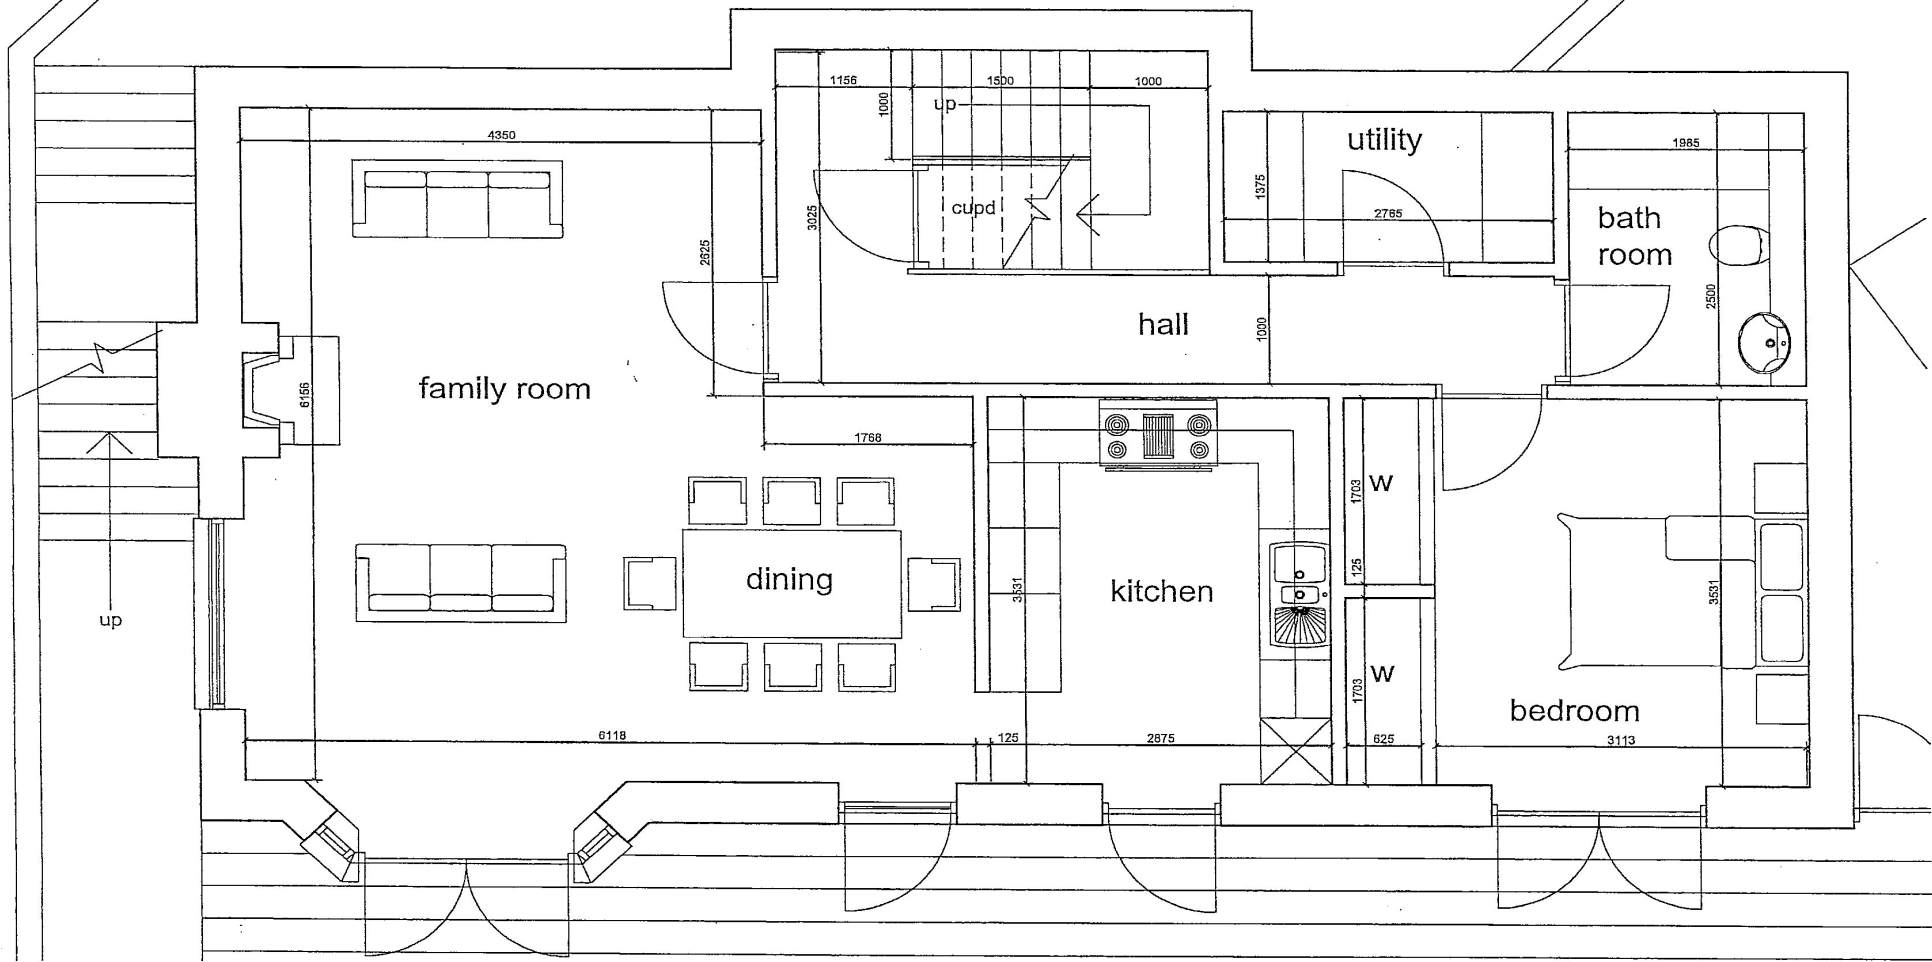 1156
1500
1000
1000
up
4350
utility
1985
1375
2765
cupd
3025
2625
bath
room
2500
hall
1000
family room
6156
1768
1703
w
125
dining
3531
kitchen
3531
up
w
1703
bedroom
6118
125
2875
625
3113